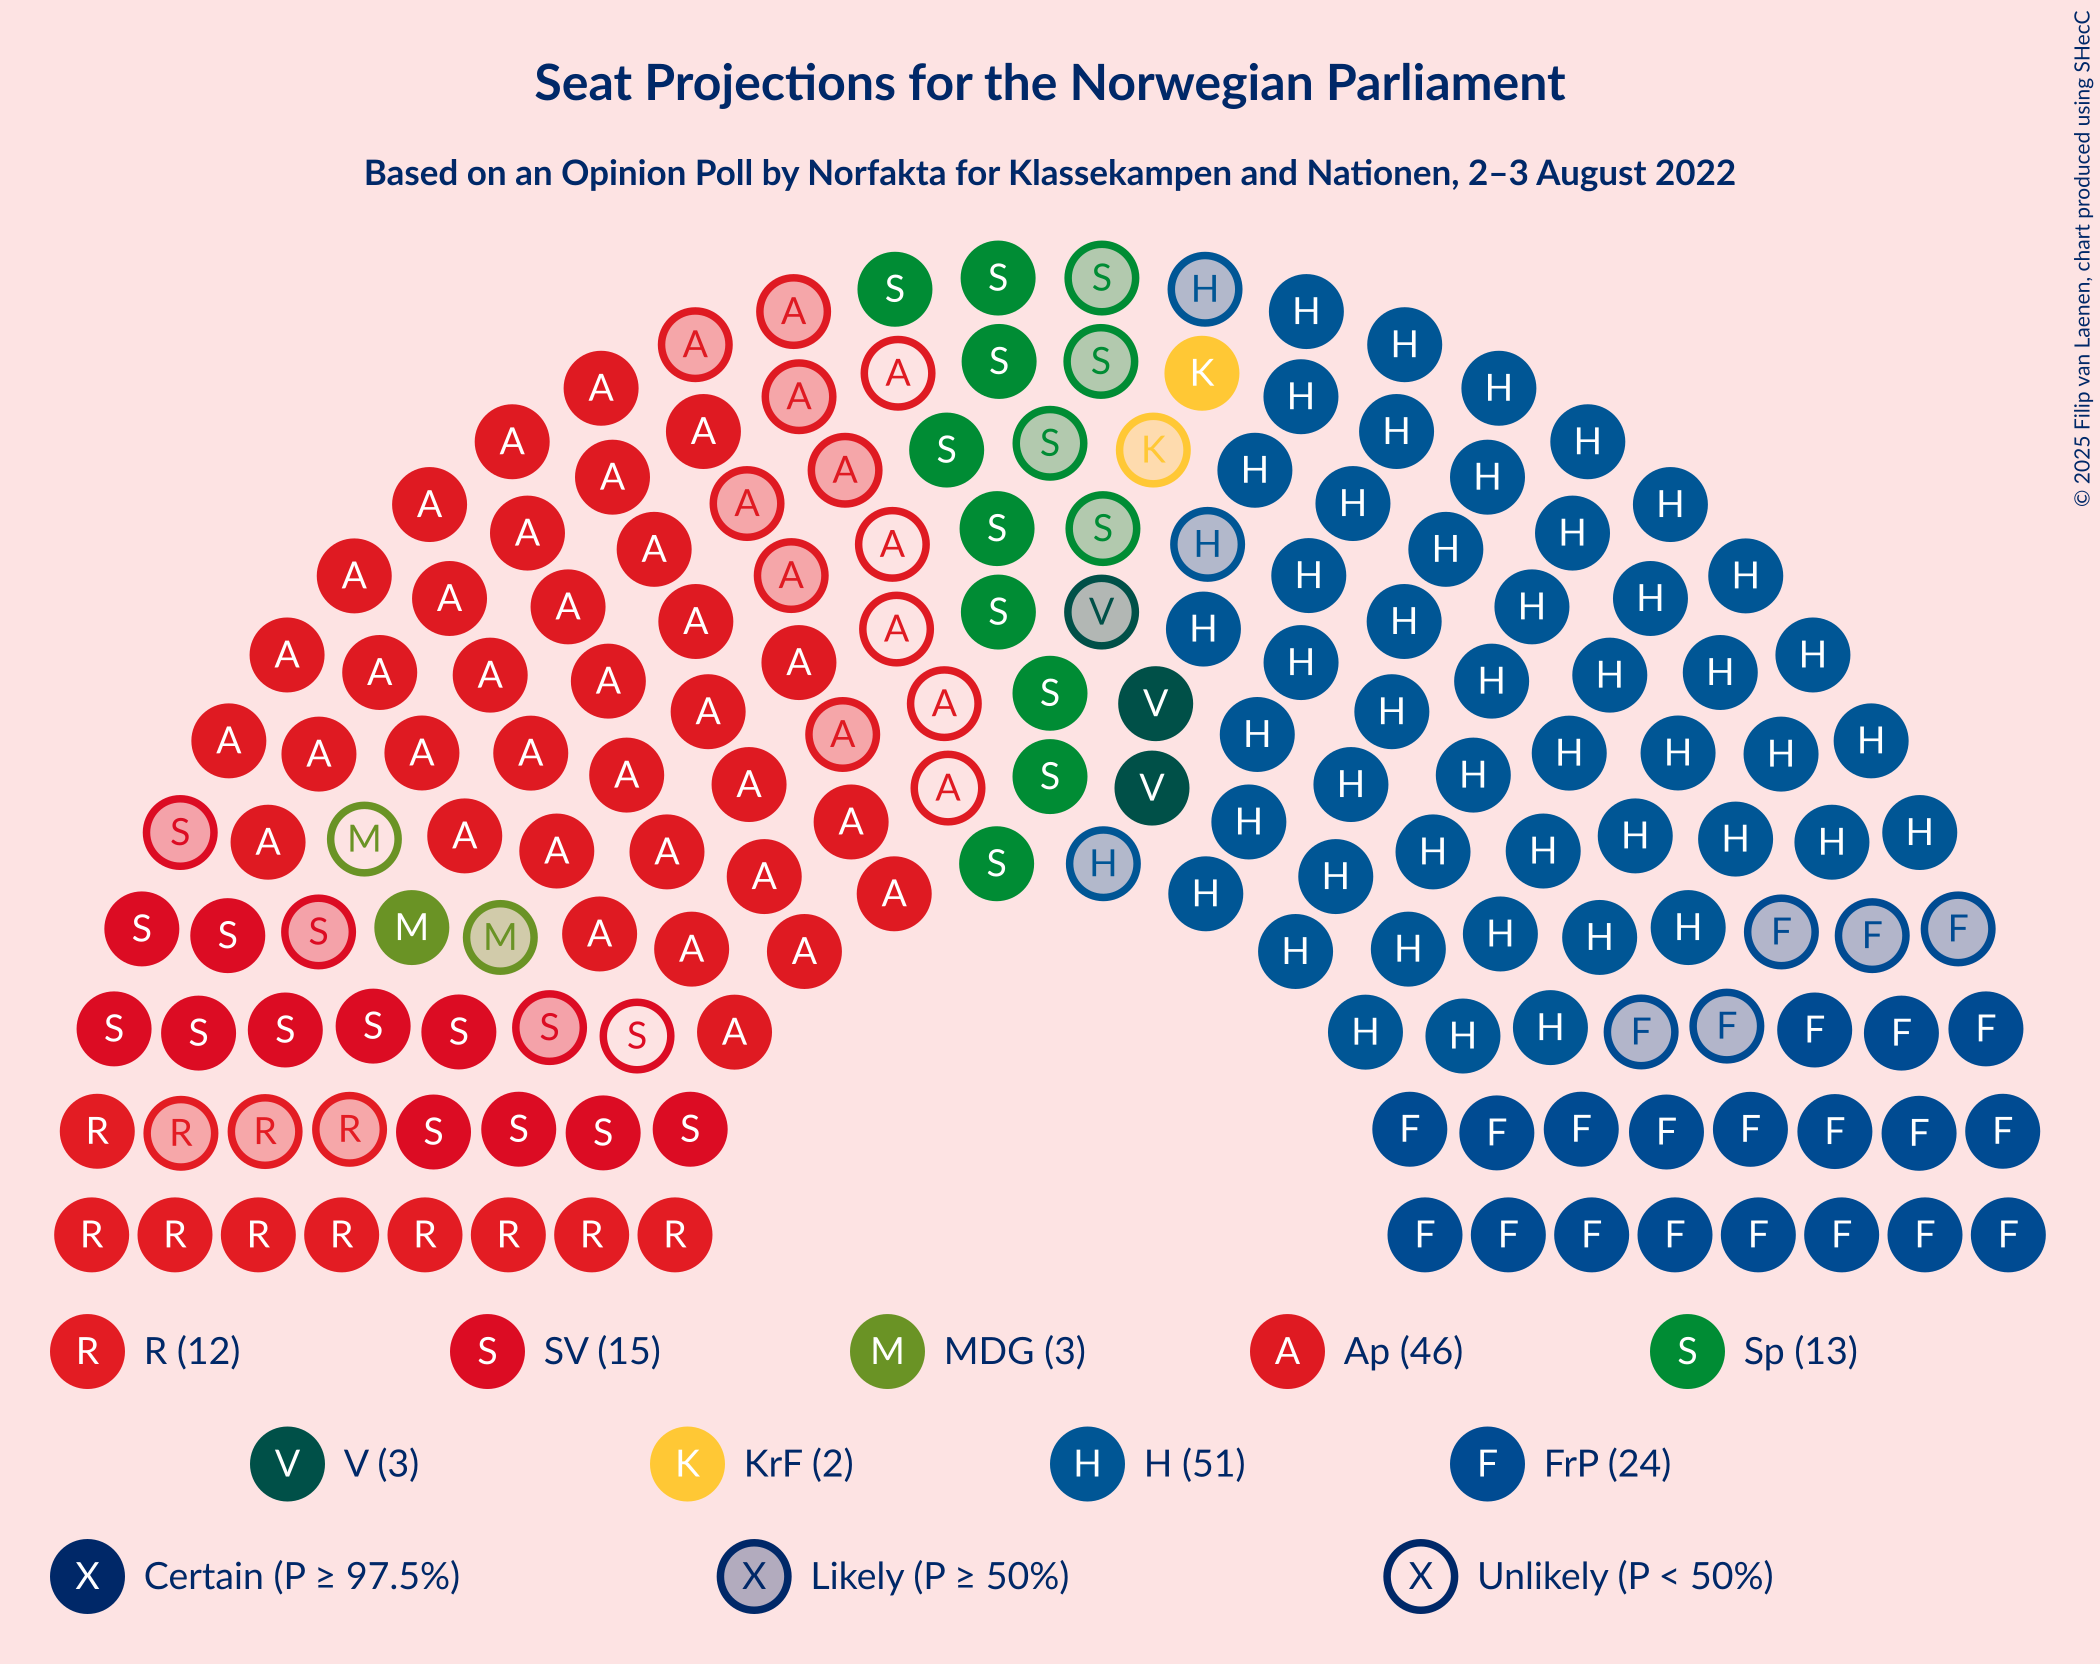 Seat Projections for the Norwegian Parliament
Based on an Opinion Poll by Norfakta for Klassekampen and Nationen, 2–3 August 2022
© 2025 Filip van Laenen, chart produced using SHecC
S S S H
A H
A H
A A K H
A S S H
A A H H
A A S S K H H H
A A A H H H
A A A S S H H H H
A A A A S V H H H H
A A A A A H H H H
A A A A S V H H H H
A A A A A A A S V H H H H H H H
S A M A A A A A S H H H H H H H H H
S S S M M A A A H H H H H F F F
S S S S S S S A H H H F F F F F
R R R R S S S S F F F F F F F F
R R R R R R R R F F F F F F F F
R R (12) S SV (15) M MDG (3) A Ap (46) S Sp (13)
V V (3) K KrF (2) H H (51) F FrP (24)
X Certain (P ≥ 97.5%) X Likely (P ≥ 50%) X Unlikely (P < 50%)